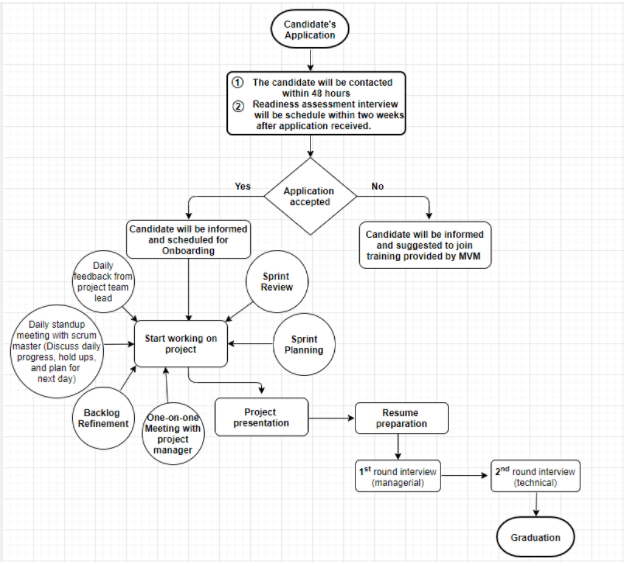 Candidate's
Application
① The candidate will be contacted
within 48 hours
② Readiness assessment interview
will be schedule within two weeks
after application received.
Yes
Application
accepted
No
Candidate will be informed
and scheduled for
Onboarding
Candidate will be informed
and suggested to join
training provided by MVM
Daily
feedback from
project team
lead
Sprint
Review
Daily standup
meeting with scrum
master (Discuss daily
progress, hold ups,
and plan for
next day)
Start working on
project
Sprint
Planning
Backlog
Refinement
One-on-one
Meeting with
project
manager
Project
presentation
Resume
preparation
1st round interview
(managerial)
2nd round interview
(technical)
Graduation